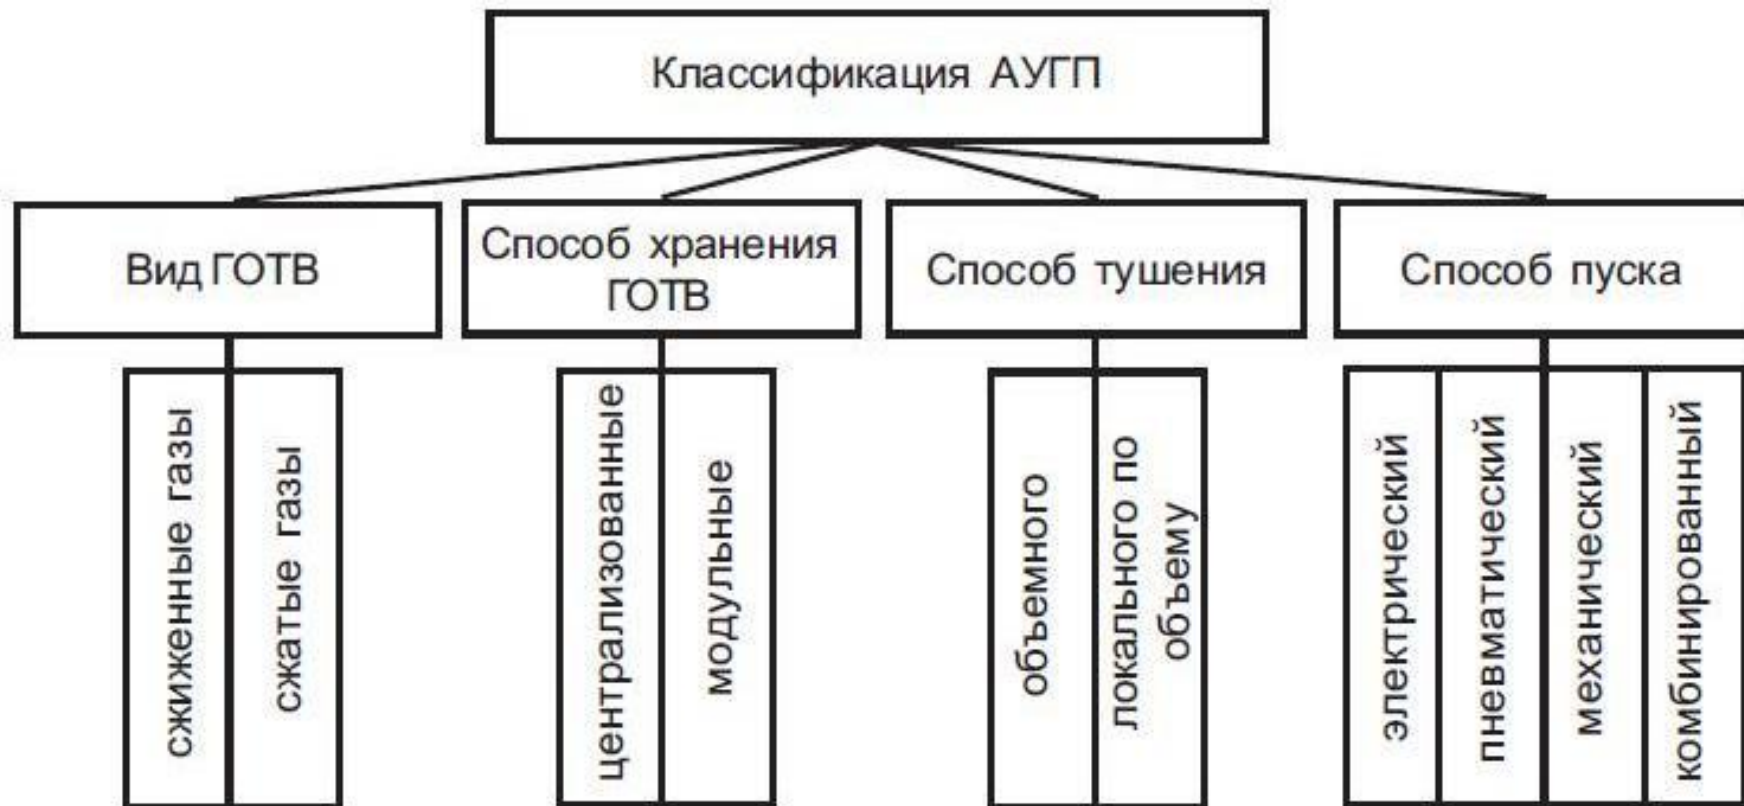 Классификация АУГП
Вид ГОТВ
Способ хранения
ГОТВ
Способ тушения
Способ пуска
сжиженные газы
сжатые газы
централизованные
модульные
объемного
локального по
объему
электрический
пневматический
механический
комбинированный